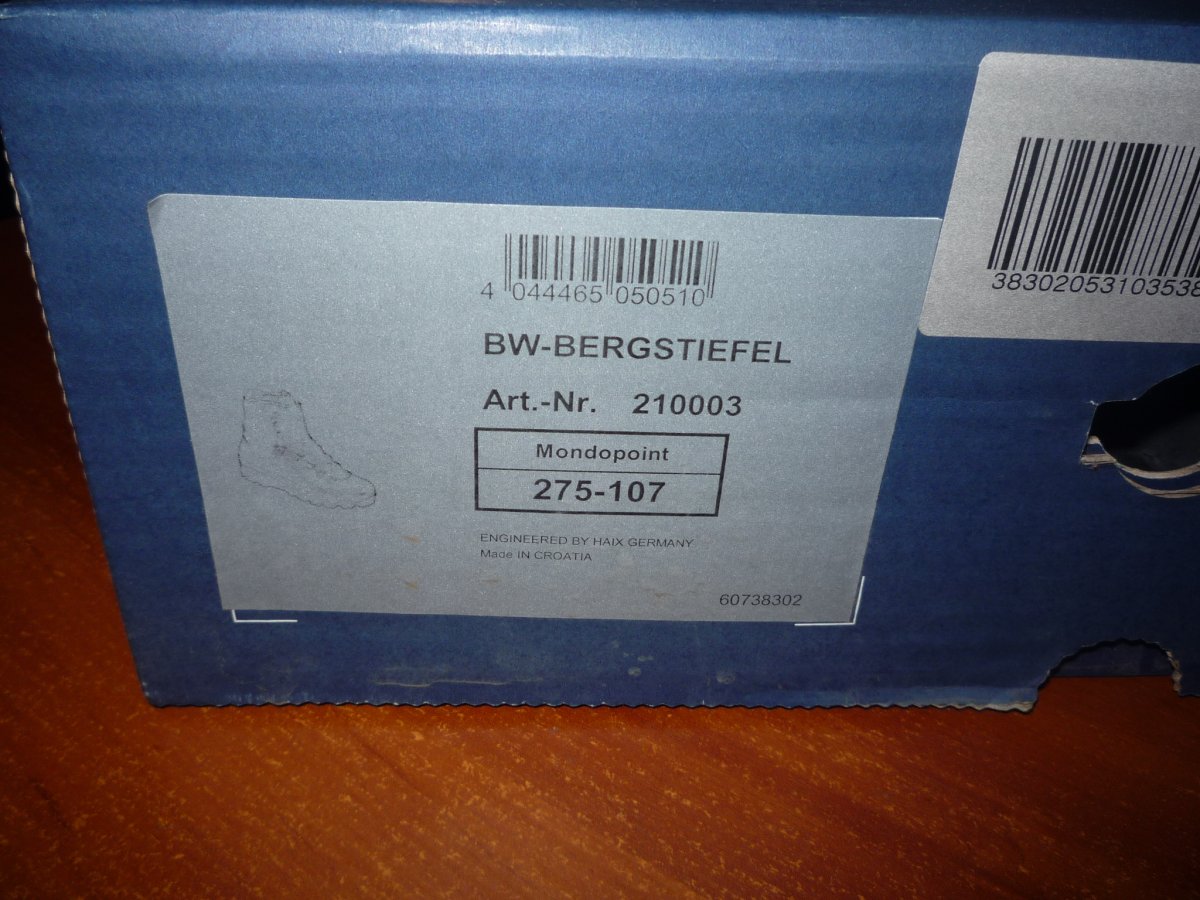 4 044465 050510
BW-BERGSTIEFEL
Art.-Nr. 210003
Mondopoint
275-107
ENGINEERED BY HAIX GERMANY
Made IN CROATIA
60738302
38302053103538